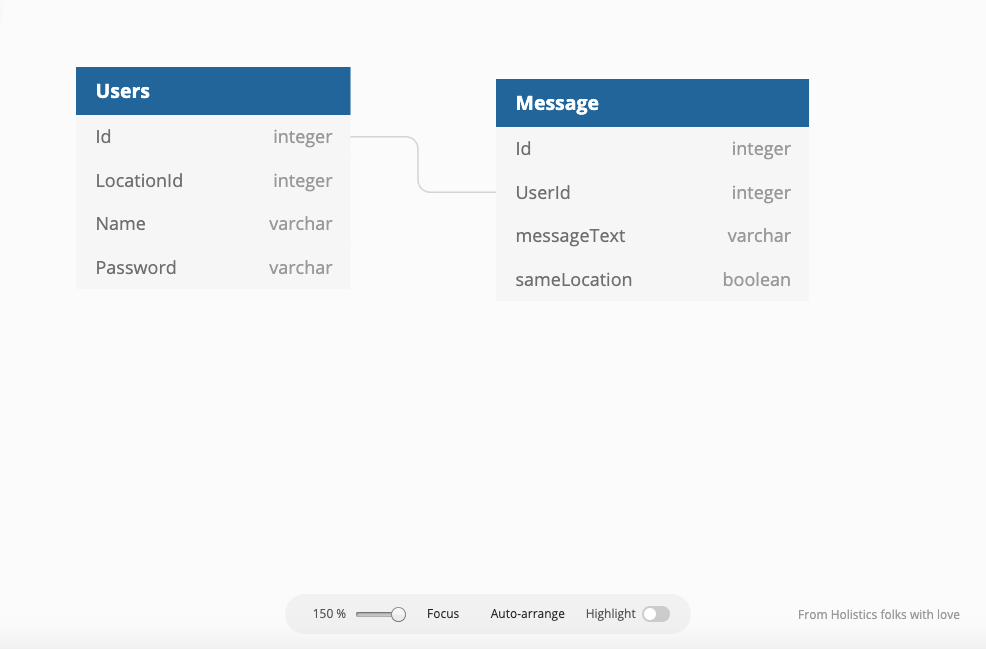 Users
Id integer
LocationId integer
Name varchar
Password varchar
Message
Id integer
UserId integer
messageText varchar
sameLocation boolean
150 % Focus Auto-arrange Highlight
From Holistics folks with love